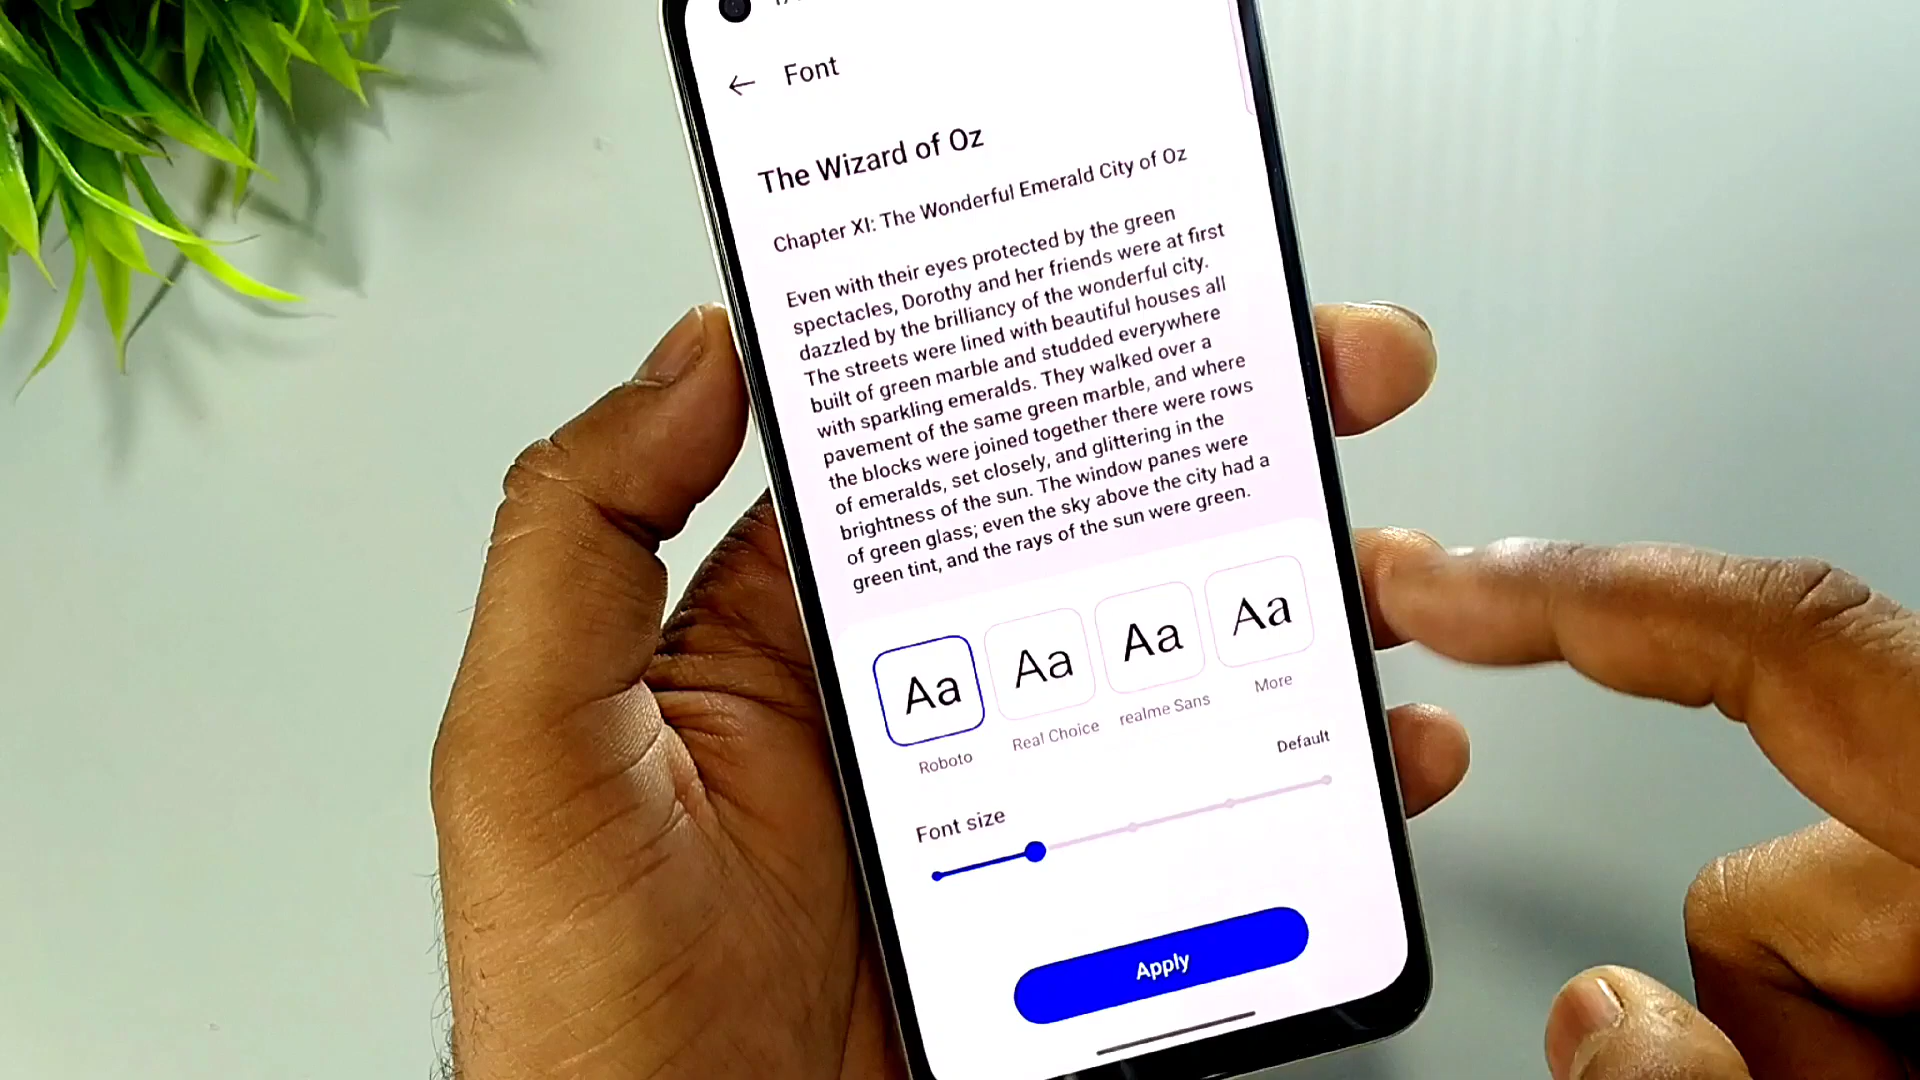 Font
The Wizard of Oz
Chapter XI: The Wonderful Emerald City of Oz
Even with their eyes protected by the green
spectacles, Dorothy and her friends were at first
dazzled by the brilliancy of the wonderful city.
The streets were lined with beautiful houses all
built of green marble and studded everywhere
with sparkling emeralds. They walked over a
pavement of the same green marble, and where
the blocks were joined together there were rows
of emeralds, set closely, and glittering in the
brightness of the sun. The window panes were
of green glass; even the sky above the city had a
green tint, and the rays of the sun were green.
Aa Aa Aa Aa
Roboto Real Choice realme Sans More
Default
Font size
Apply